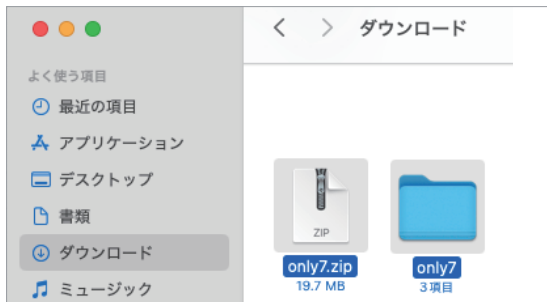 ダウンロード
よく使う項目
最近の項目
アプリケーション
デスクトップ
書類
ダウンロード
ミュージック
ZIP
only7.zip
19.7 MB
only7
3項目